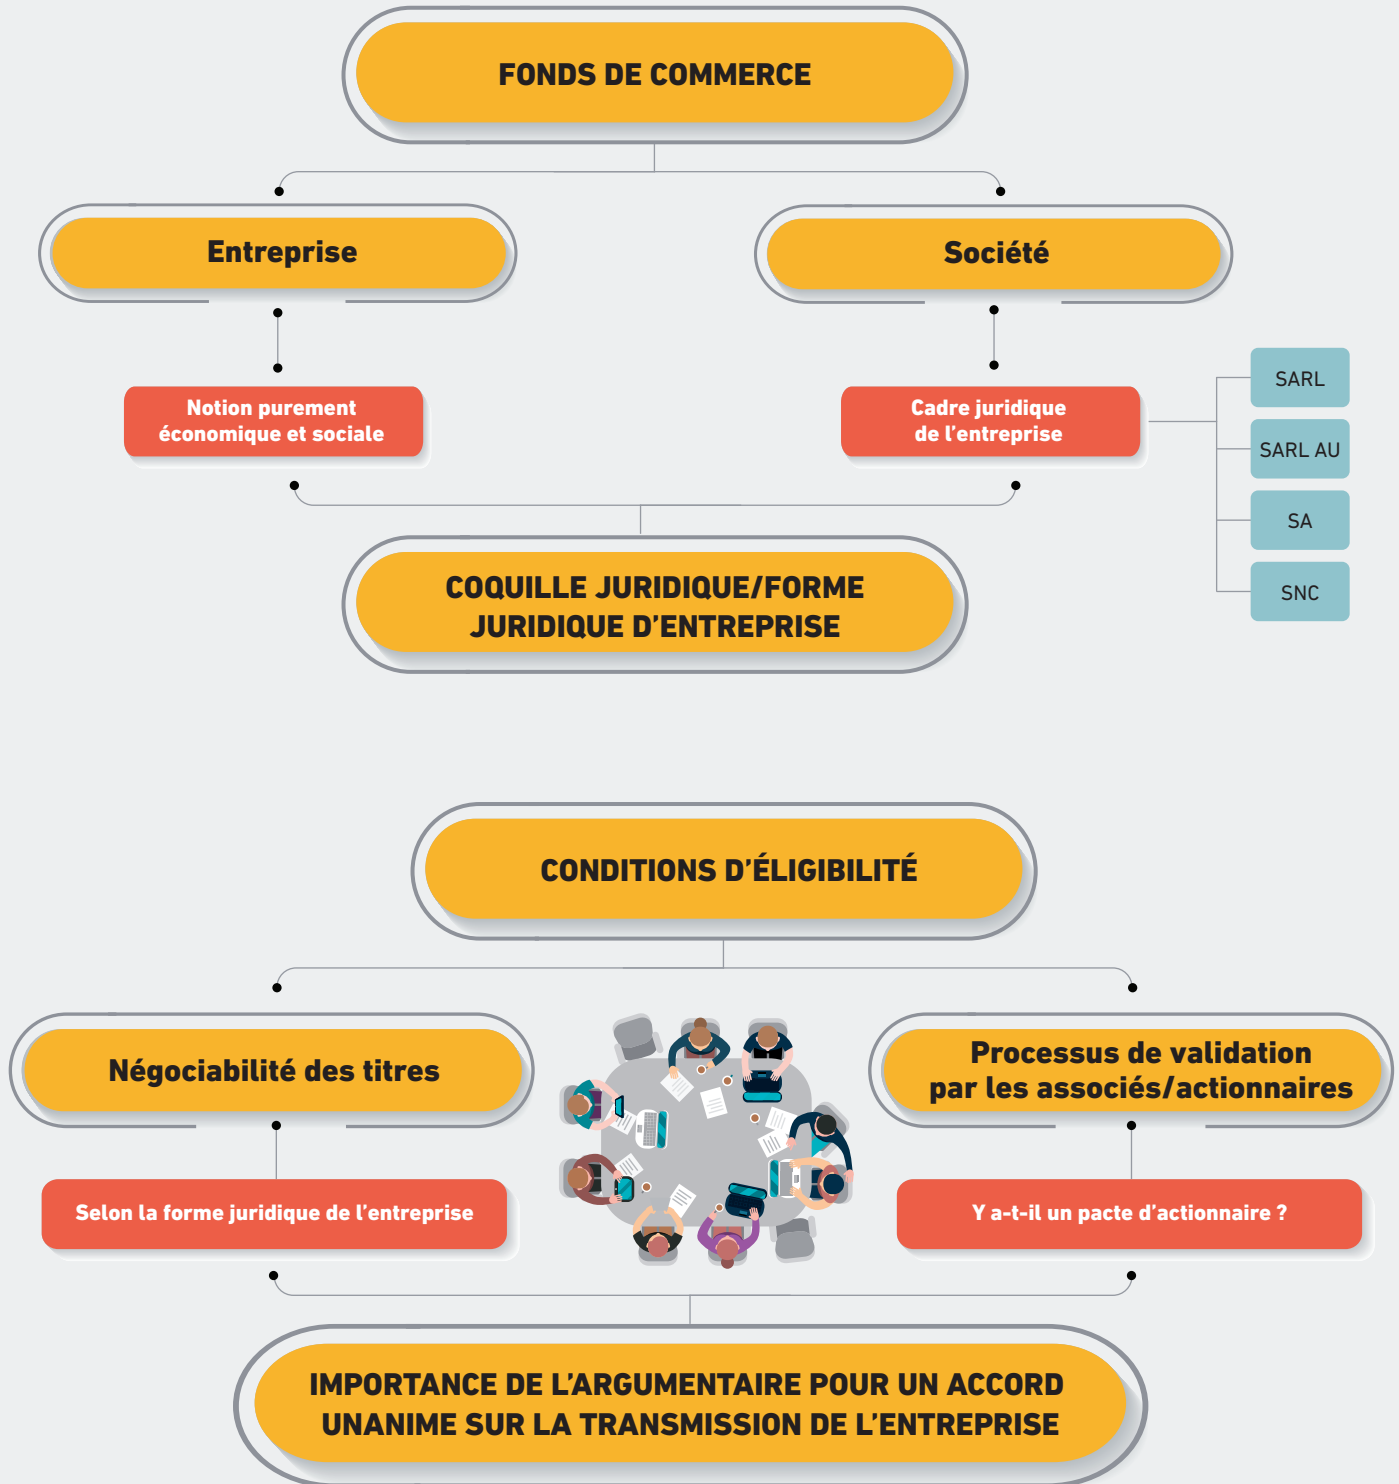 FONDS DE COMMERCE
Entreprise
Société
Notion purement
économique et sociale
Cadre juridique
de l’entreprise
SARL
SARL AU
SA
SNC
COQUILLE JURIDIQUE/FORME
JURIDIQUE D’ENTREPRISE
CONDITIONS D’ÉLIGIBILITÉ
Négociabilité des titres
Processus de validation
par les associés/actionnaires
Selon la forme juridique de l’entreprise
Y a-t-il un pacte d’actionnaire ?
IMPORTANCE DE L’ARGUMENTAIRE POUR UN ACCORD
UNANIME SUR LA TRANSMISSION DE L’ENTREPRISE